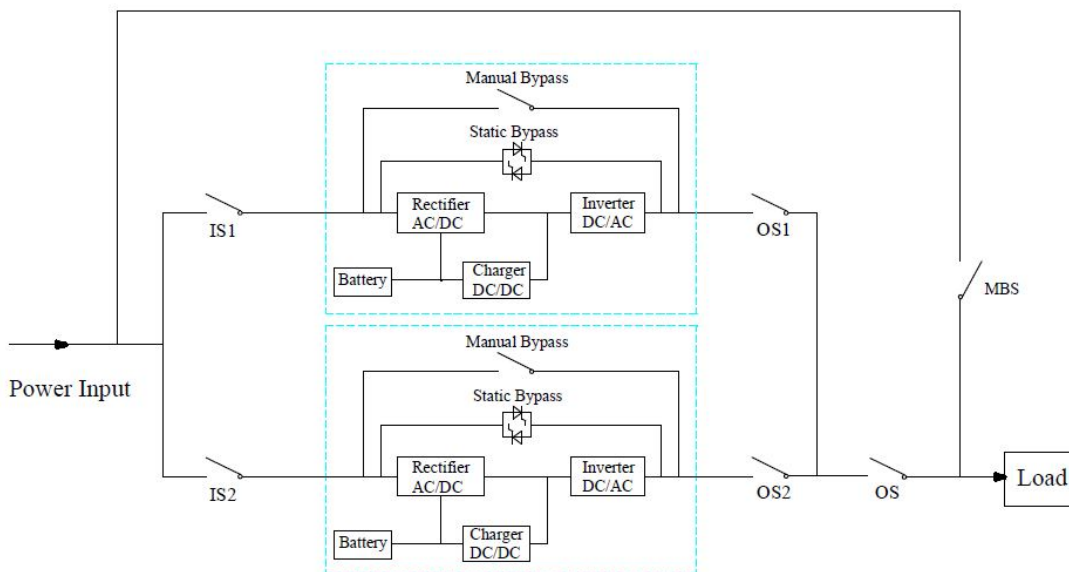 Manual Bypass
Static Bypass
Rectifier
AC/DC
Inverter
DC/AC
IS1
OS1
Battery
Charger
DC/DC
MBS
Power Input
Manual Bypass
Static Bypass
Rectifier
AC/DC
Inverter
DC/AC
IS2
OS2
OS
Load
Battery
Charger
DC/DC